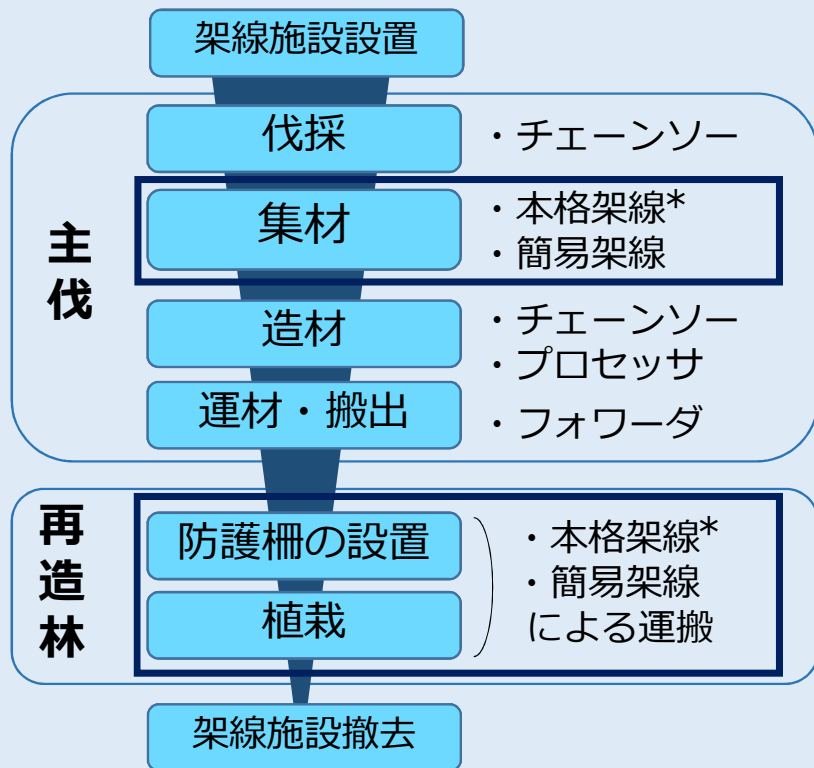 架線施設設置
主伐
伐採
・チェーンソー
集材
・本格架線*
・簡易架線
造材
・チェーンソー
・プロセッサ
運材・搬出
・フォワーダ
再造林
防護柵の設置
植栽
・本格架線*
・簡易架線
による運搬
架線施設撤去